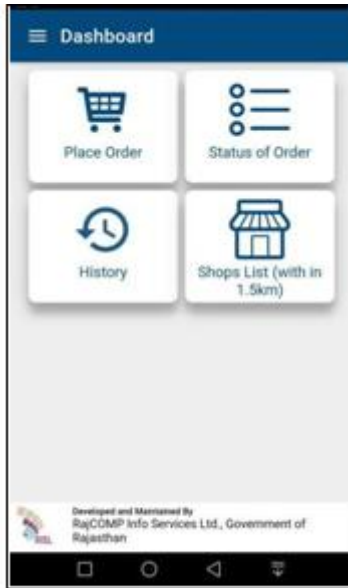 Dashboard
Place Order
Status of Order
History
Shops List (with in
1.5km)
Developed and Maintained By
RajCOMP Info Services Ltd., Government of
Rajasthan